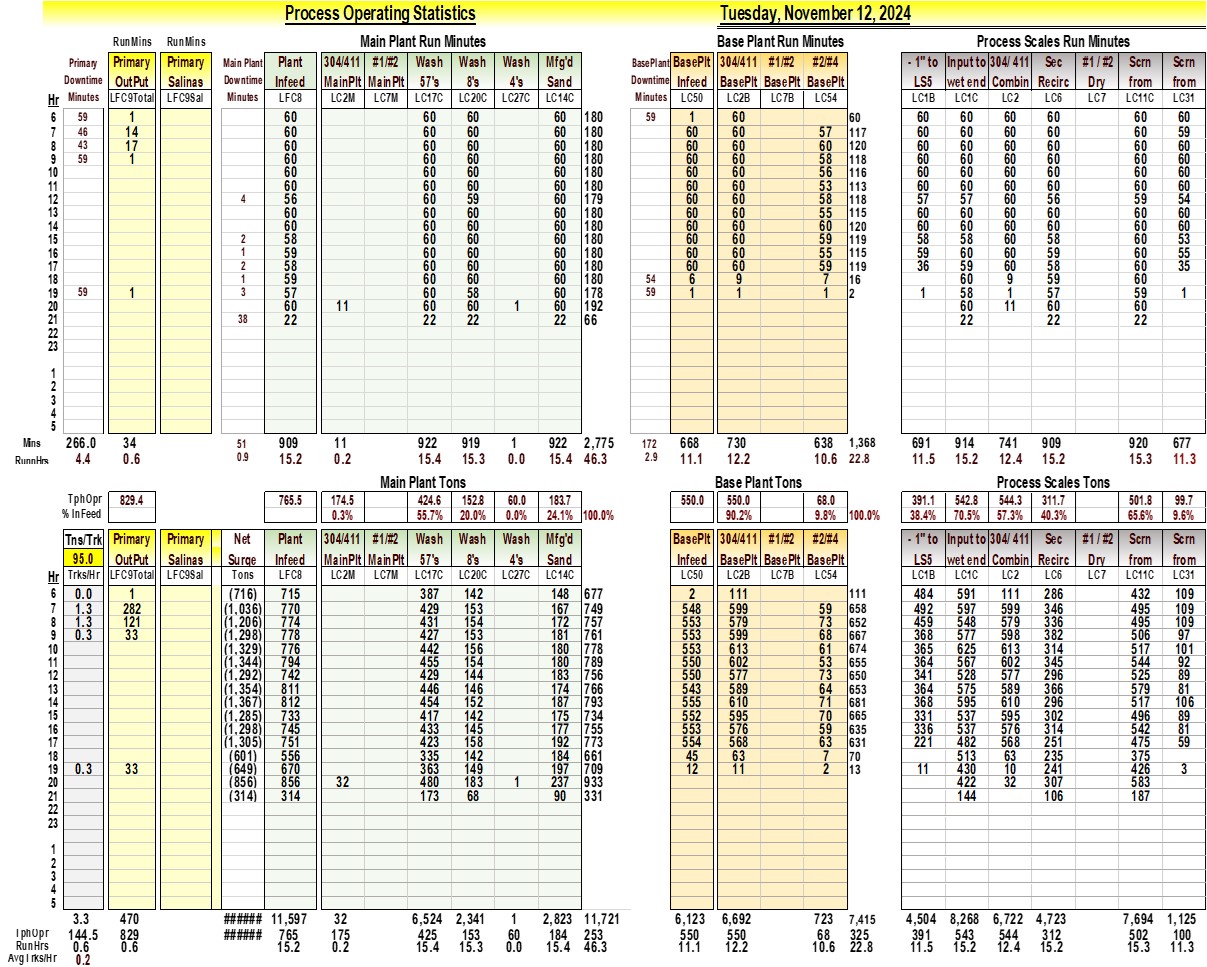 Process Operating Statistics Tuesday, November 12, 2024
RunMins RunMins Main Plant Run Minutes Base Plant Run Minutes Process Scales Run Minutes
Primary Primary Primary Main Plant Plant 304/411 #1/#2 Wash Wash Wash Mfg'd BasePlant BasePlt 304/411 #1/#2 #2/#4 - 1" to Input to 304/ 411 Sec #1 / #2 Scrn Scrn
Downtime OutPut Salinas Downtime Infeed MainPlt MainPlt 57's 8's 4's Sand Downtime Infeed BasePlt BasePlt BasePlt LS5 wet end Combin Recirc Dry from from
Hr Minutes LFC9Total LFC9Sal Minutes LFC8 LC2M LC7M LC17C LC20C LC27C LC14C Minutes LC50 LC2B LC7B LC54 LC1B LC1C LC2 LC6 LC7 LC11C LC31
6 59 1 60 60 60 60 180 59 1 60 60 60 60 60 60 60 60
7 46 14 60 60 60 60 180 60 60 57 117 60 60 60 60 60 59
8 43 17 60 60 60 60 180 60 60 60 120 60 60 60 60 60 60
9 59 1 60 60 60 60 180 60 60 58 118 60 60 60 60 60 60
10 60 60 60 60 180 60 60 56 116 60 60 60 60 60 60
11 60 60 60 60 180 60 60 53 113 60 60 60 60 60 60
12 4 56 60 59 60 179 60 60 58 118 57 57 60 56 59 54
13 60 60 60 60 180 60 60 55 115 60 60 60 60 60 60
14 60 60 60 60 180 60 60 60 120 60 60 60 60 60 60
15 2 58 60 60 60 180 60 60 59 119 58 58 60 58 60 53
16 1 59 60 60 60 180 60 60 55 115 59 60 60 60 60 55
17 2 58 60 60 60 180 60 60 59 119 36 59 60 58 60 35
18 1 59 60 60 60 180 54 6 9 7 16 60 9 60 60
19 59 1 3 57 60 58 60 178 59 1 1 1 2 1 58 1 57 59 1
20 60 11 60 60 1 60 192 60 11 60 60
21 38 22 22 22 22 66 22 22 22
22
23
1
2
3
4
5
Mins 266.0 34 51 909 11 922 919 1 922 2,775 172 668 730 638 1,368 691 914 741 909 920 677
RunnHrs 4.4 0.6 0.9 15.2 0.2 15.4 15.3 0.0 15.4 46.3 2.9 11.1 12.2 10.6 22.8 11.5 15.2 12.4 15.2 15.3 11.3
Main Plant Tons Base Plant Tons Process Scales Tons
TphOpr 829.4 765.5 174.5 424.6 152.8 60.0 183.7 550.0 550.0 68.0 391.1 542.8 544.3 311.7 501.8 99.7
% InFeed 0.3% 55.7% 20.0% 0.0% 24.1% 100.0% 90.2% 9.8% 100.0% 38.4% 70.5% 57.3% 40.3% 65.6% 9.6%
Tns/Trk Primary Primary Net Plant 304/411 #1/#2 Wash Wash Wash Mfg'd BasePlt 304/411 #1/#2 #2/#4 - 1" to Input to 304/ 411 Sec #1 / #2 Scrn Scrn
95.0 OutPut Salinas Surge Infeed MainPlt MainPlt 57's 8's 4's Sand Infeed BasePlt BasePlt BasePlt LS5 wet end Combin Recirc Dry from from
Hr Trks/Hr LFC9Total LFC9Sal Tons LFC8 LC2M LC7M LC17C LC20C LC27C LC14C LC50 LC2B LC7B LC54 LC1B LC1C LC2 LC6 LC7 LC11C LC31
6 0.0 1 (716) 715 387 142 148 677 2 111 111 484 591 111 286 432 109
7 1.3 282 (1,036) 770 429 153 167 749 548 599 59 658 492 597 599 346 495 109
8 1.3 121 (1,206) 774 431 154 172 757 553 579 73 652 459 548 579 336 495 109
9 0.3 33 (1,298) 778 427 153 181 761 553 599 68 667 368 577 598 382 506 97
10 (1,329) 776 442 156 180 778 553 613 61 674 365 625 613 314 517 101
11 (1,344) 794 455 154 180 789 550 602 53 655 364 567 602 345 544 92
12 (1,292) 742 429 144 183 756 550 577 73 650 341 528 577 296 525 89
13 (1,354) 811 446 146 174 766 543 589 64 653 364 575 589 366 579 81
14 (1,367) 812 454 152 187 793 555 610 71 681 368 595 610 296 517 106
15 (1,285) 733 417 142 175 734 552 595 70 665 331 537 595 302 496 89
16 (1,298) 745 433 145 177 755 553 576 59 635 336 537 576 314 542 81
17 (1,305) 751 423 158 192 773 554 568 63 631 221 482 568 251 475 59
18 (601) 556 335 142 184 661 45 63 7 70 513 63 235 375
19 0.3 33 (649) 670 363 149 197 709 12 11 2 13 11 430 10 241 426 3
20 (856) 856 32 480 183 1 237 933 422 32 307 583
21 (314) 314 173 68 90 331 144 106 187
22
23
1
2
3
4
5
3.3 470 ###### 11,597 32 6,524 2,341 1 2,823 11,721 6,123 6,692 723 7,415 4,504 8,268 6,722 4,723 7,694 1,125
TphOpr 144.5 829 ###### 765 175 425 153 60 184 253 550 550 68 325 391 543 544 312 502 100
RunHrs 0.6 0.6 15.2 0.2 15.4 15.3 0.0 15.4 46.3 11.1 12.2 10.6 22.8 11.5 15.2 12.4 15.2 15.3 11.3
AvgTrks/Hr 0.2